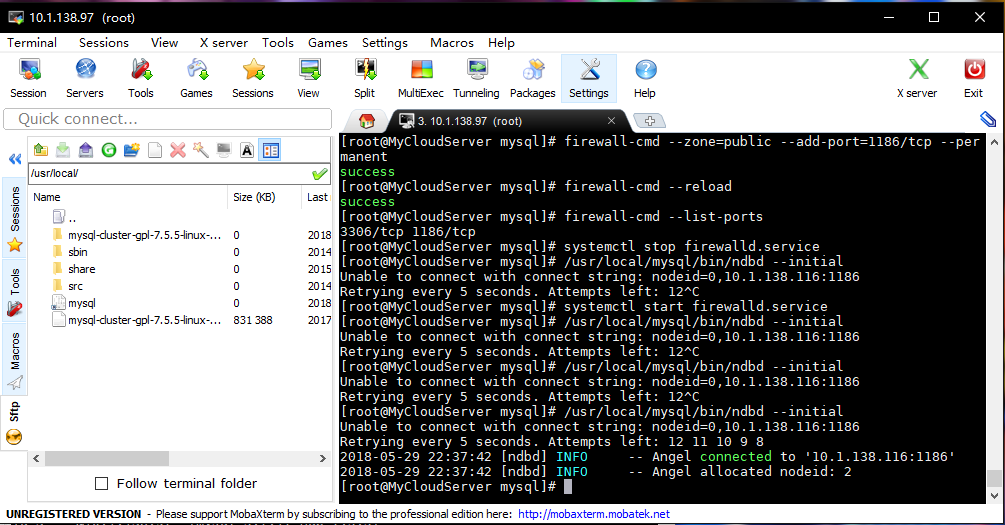 10.1.138.97 (root)
Terminal Sessions View X server Tools Games Settings Macros Help
Session Servers Tools Games Sessions View Split MultiExec Tunneling Packages Settings Help X server Exit
Quick connect...
3. 10.1.138.97 (root)
/usr/local/
Name Size (KB) Last
..
mysql-cluster-gpl-7.5.5-linux-... 0 2018
sbin 0 2014
share 0 2015
src 0 2014
mysql 0 2018
mysql-cluster-gpl-7.5.5-linux-... 831 388 2017
Sessions
Tools
Macros
Sftp
Follow terminal folder
[root@MyCloudServer mysql]# firewall-cmd --zone=public --add-port=1186/tcp --per
manent
success
[root@MyCloudServer mysql]# firewall-cmd --reload
success
[root@MyCloudServer mysql]# firewall-cmd --list-ports
3306/tcp 1186/tcp
[root@MyCloudServer mysql]# systemctl stop firewalld.service
[root@MyCloudServer mysql]# /usr/local/mysql/bin/ndbd --initial
Unable to connect with connect string: nodeid=0,10.1.138.116:1186
Retrying every 5 seconds. Attempts left: 12^C
[root@MyCloudServer mysql]# systemctl start firewalld.service
[root@MyCloudServer mysql]# /usr/local/mysql/bin/ndbd --initial
Unable to connect with connect string: nodeid=0,10.1.138.116:1186
Retrying every 5 seconds. Attempts left: 12^C
[root@MyCloudServer mysql]# /usr/local/mysql/bin/ndbd --initial
Unable to connect with connect string: nodeid=0,10.1.138.116:1186
Retrying every 5 seconds. Attempts left: 12^C
[root@MyCloudServer mysql]# /usr/local/mysql/bin/ndbd --initial
Unable to connect with connect string: nodeid=0,10.1.138.116:1186
Retrying every 5 seconds. Attempts left: 12 11 10 9 8
2018-05-29 22:37:42 [ndbd] INFO -- Angel connected to '10.1.138.116:1186'
2018-05-29 22:37:42 [ndbd] INFO -- Angel allocated nodeid: 2
[root@MyCloudServer mysql]#
UNREGISTERED VERSION - Please support MobaXterm by subscribing to the professional edition here: http://mobaxterm.mobatek.net